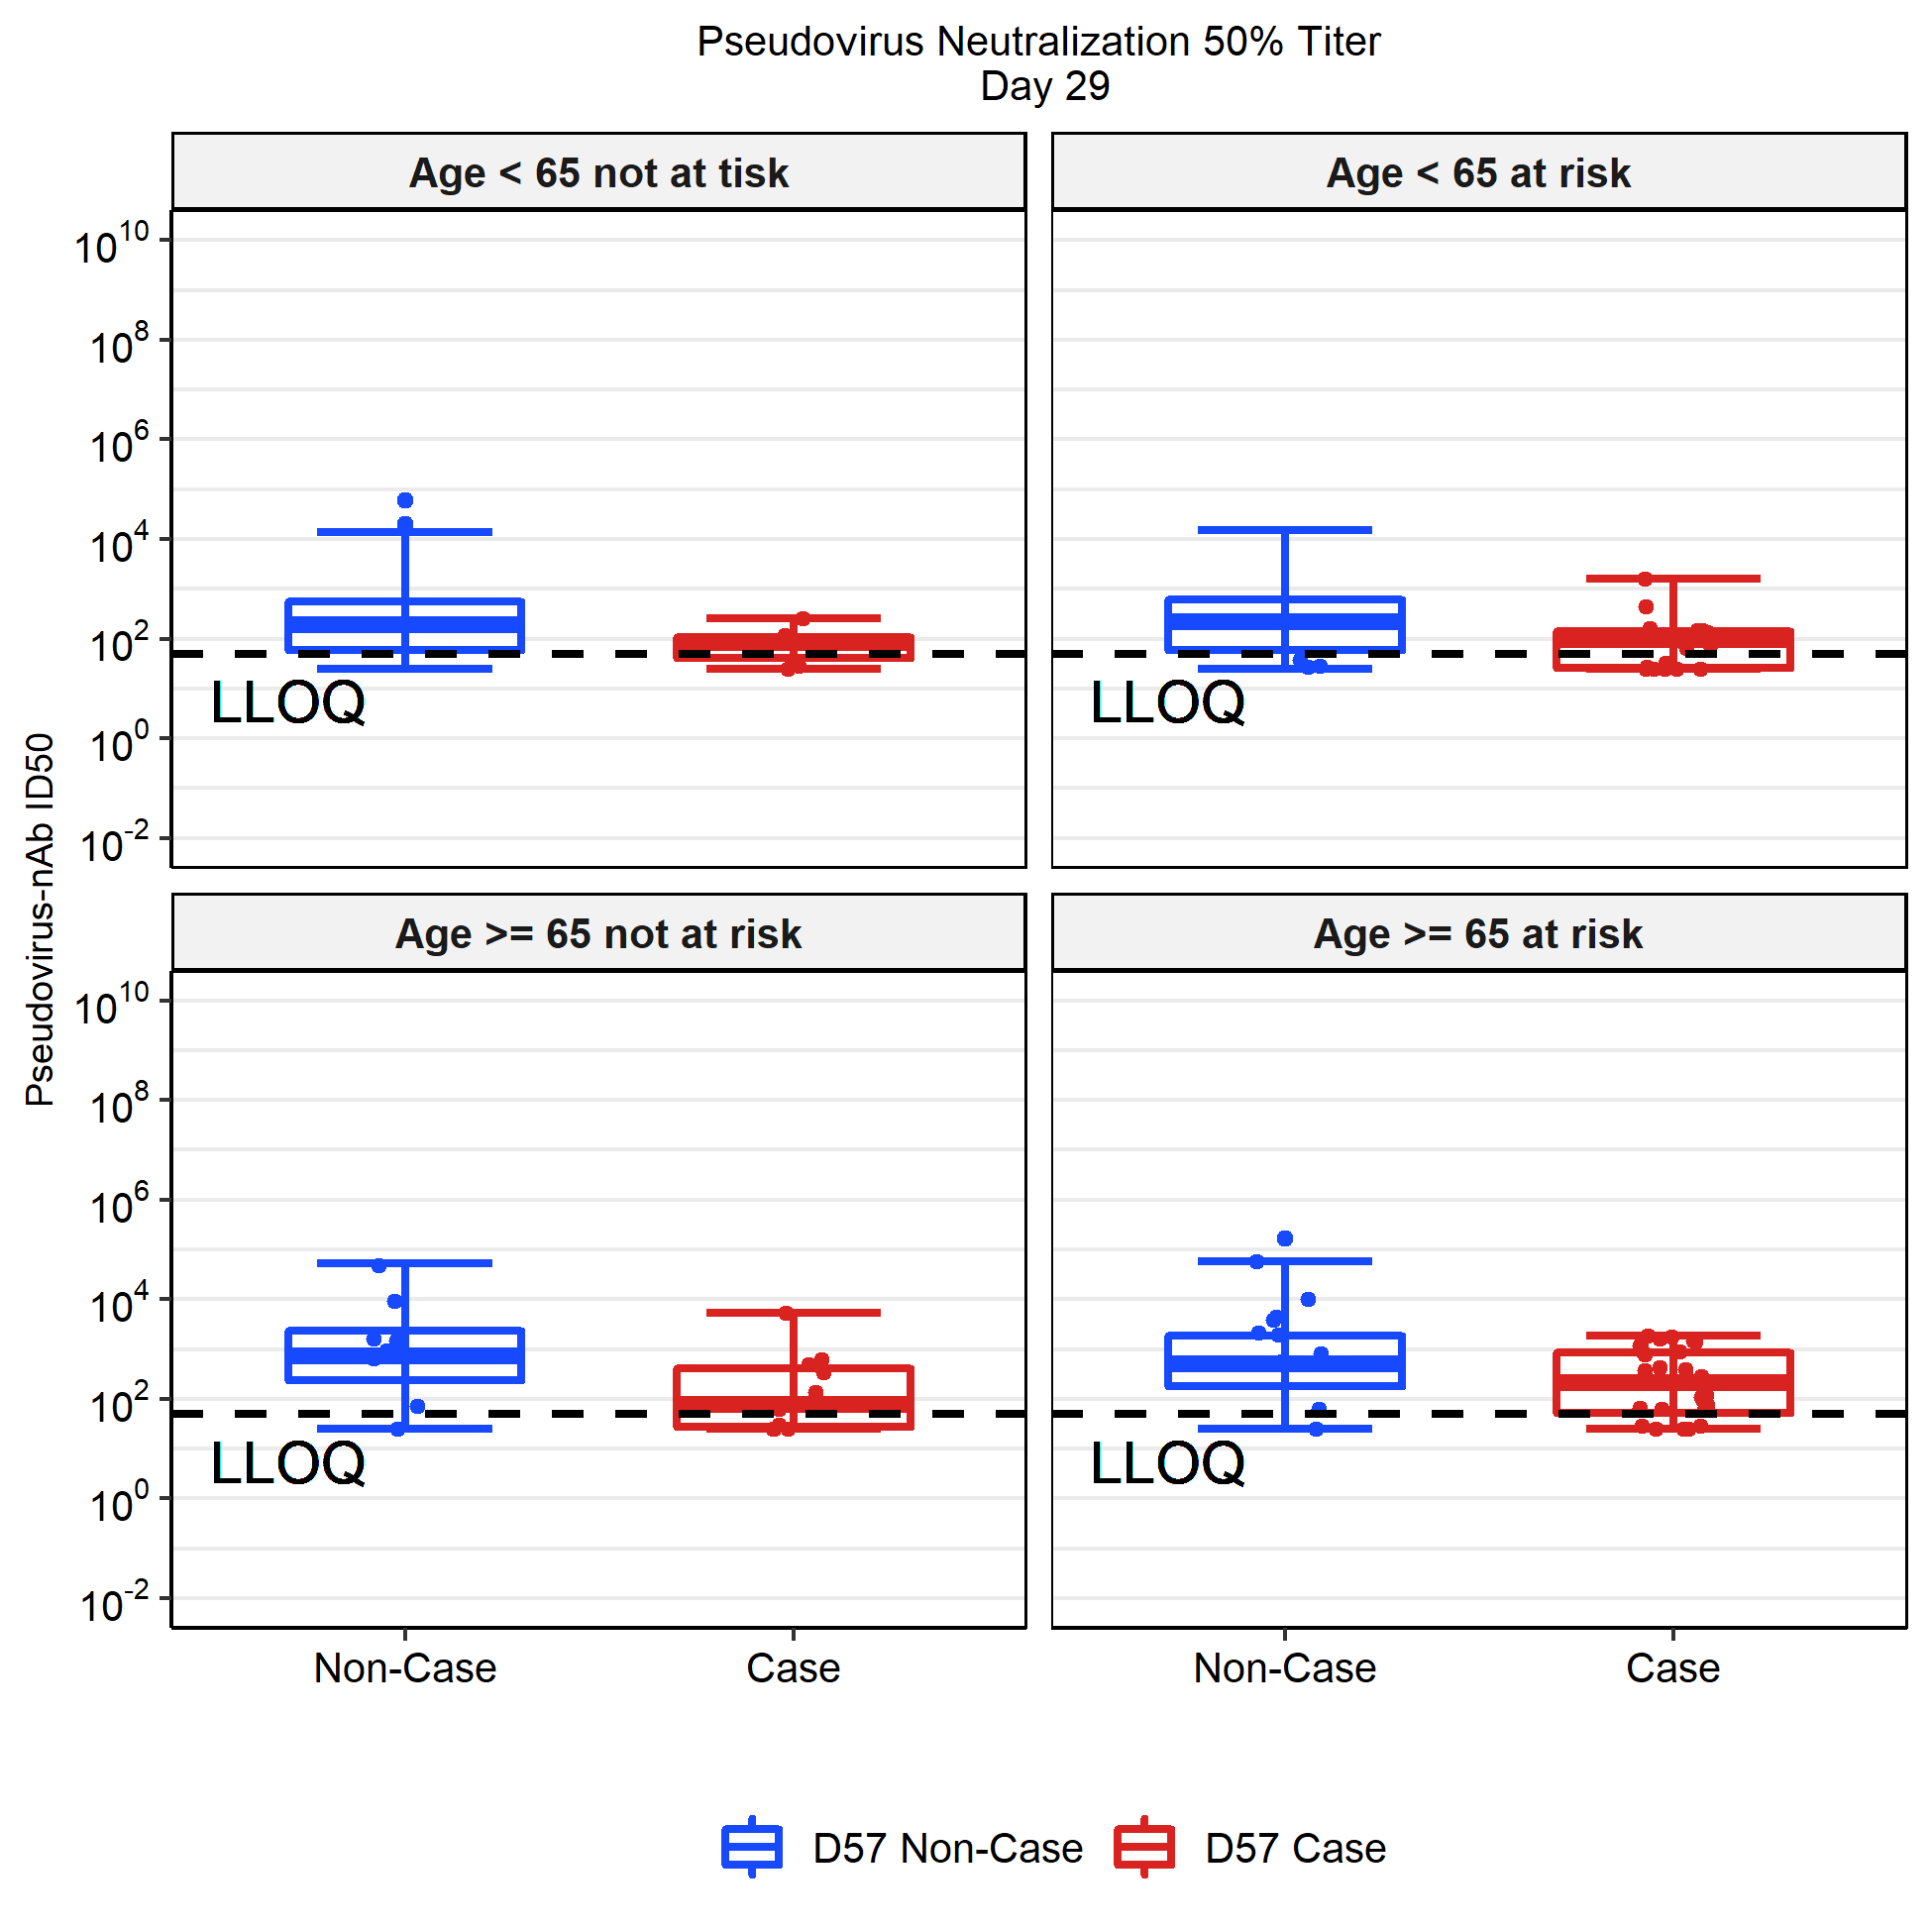 Pseudovirus Neutralization 50% Titer
Day 29
Age < 65 not at tisk
Age < 65 at risk
10^10
10^8
10^6
10^4
10^2
10^0
10^-2
LLOQ
LLOQ
Pseudovirus-nAb ID50
Age >= 65 not at risk
Age >= 65 at risk
10^10
10^8
10^6
10^4
10^2
10^0
10^-2
LLOQ
LLOQ
Non-Case
Case
Non-Case
Case
D57 Non-Case
D57 Case